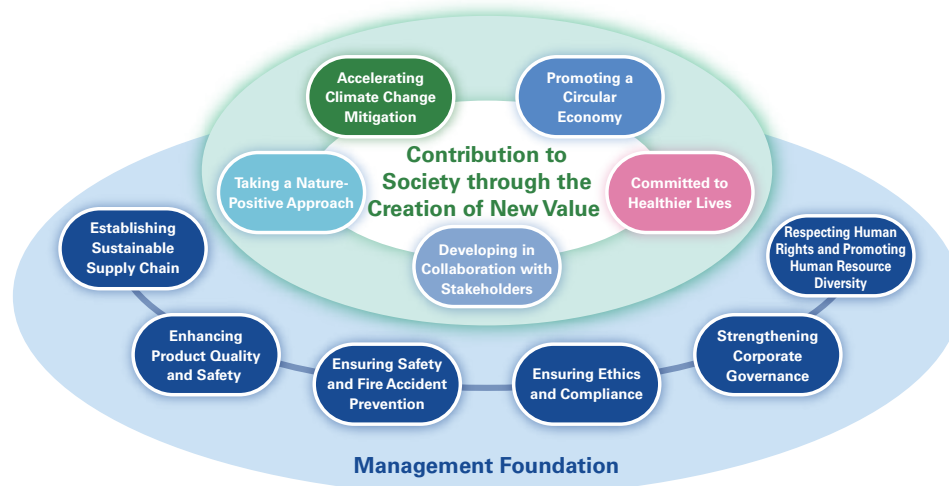 Accelerating
Climate Change
Mitigation
Promoting a
Circular
Economy
Contribution to
Society through the
Creation of New Value
Taking a Nature-
Positive Approach
Committed to
Healthier Lives
Developing in
Collaboration with
Stakeholders
Establishing
Sustainable
Supply Chain
Respecting Human
Rights and Promoting
Human Resource
Diversity
Enhancing
Product Quality
and Safety
Ensuring Safety
and Fire Accident
Prevention
Ensuring Ethics
and Compliance
Strengthening
Corporate
Governance
Management Foundation